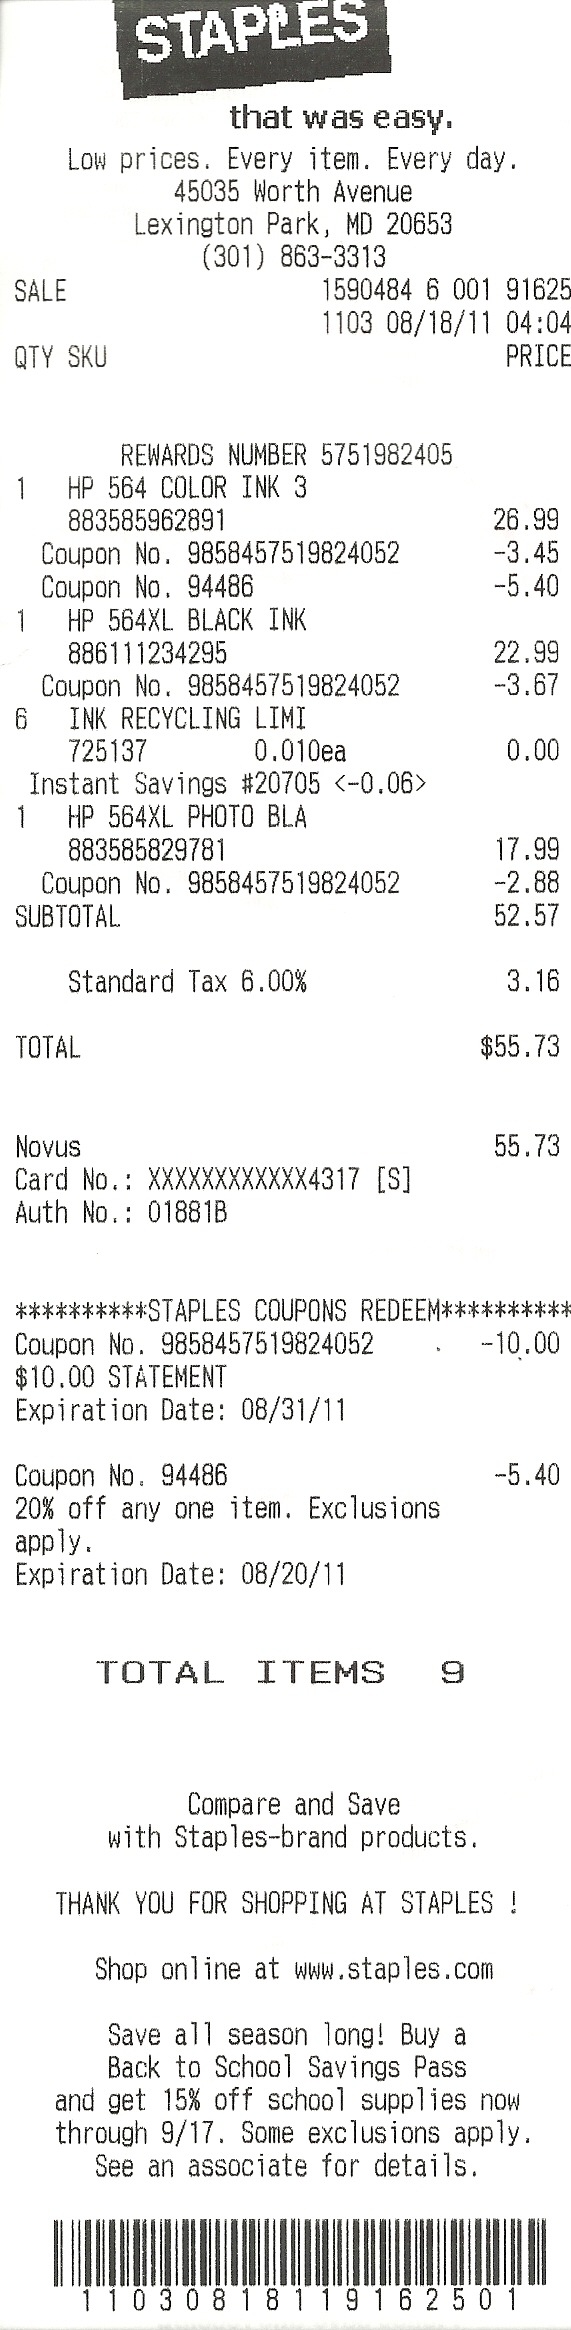 STAPLES
that was easy.
Low prices. Every item. Every day.
45035 Worth Avenue
Lexington Park, MD 20653
(301) 863-3313
SALE 1590484 6 001 91625
1103 08/18/11 04:04
QTY SKU PRICE
REWARDS NUMBER 5751982405
1 HP 564 COLOR INK 3
883585962891 26.99
Coupon No. 9858457519824052 -3.45
Coupon No. 94486 -5.40
1 HP 564XL BLACK INK
886111234295 22.99
Coupon No. 9858457519824052 -3.67
6 INK RECYCLING LIMI
725137 0.010ea 0.00
Instant Savings #20705 <-0.06>
1 HP 564XL PHOTO BLA
883585829781 17.99
Coupon No. 9858457519824052 -2.88
SUBTOTAL 52.57
Standard Tax 6.00% 3.16
TOTAL $55.73
Novus 55.73
Card No.: XXXXXXXXXXXX4317 [S]
Auth No.: 01881B
**********STAPLES COUPONS REDEEM**********
Coupon No. 9858457519824052 -10.00
$10.00 STATEMENT
Expiration Date: 08/31/11
Coupon No. 94486 -5.40
20% off any one item. Exclusions
apply.
Expiration Date: 08/20/11
TOTAL ITEMS 9
Compare and Save
with Staples-brand products.
THANK YOU FOR SHOPPING AT STAPLES !
Shop online at www.staples.com
Save all season long! Buy a
Back to School Savings Pass
and get 15% off school supplies now
through 9/17. Some exclusions apply.
See an associate for details.
11030818119162501